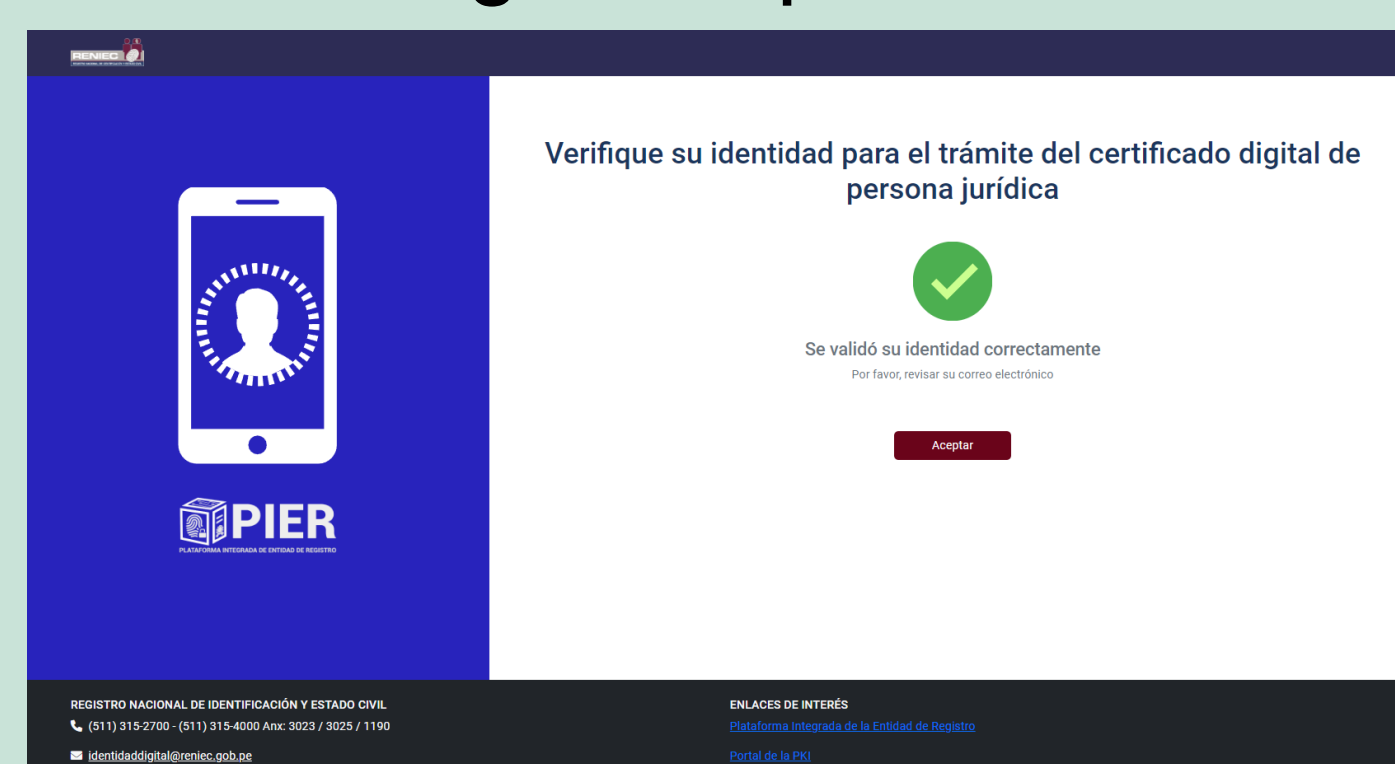 RENIEC
Verifique su identidad para el trámite del certificado digital de
persona jurídica
Se validó su identidad correctamente
Por favor, revisar su correo electrónico
Aceptar
PIER
PLATAFORMA INTEGRADA DE ENTIDAD DE REGISTRO
REGISTRO NACIONAL DE IDENTIFICACIÓN Y ESTADO CIVIL
(511) 315-2700 - (511) 315-4000 Anx: 3023 / 3025 / 1190
identidaddigital@reniec.gob.pe
ENLACES DE INTERÉS
Plataforma Integrada de la Entidad de Registro
Portal de la PKI